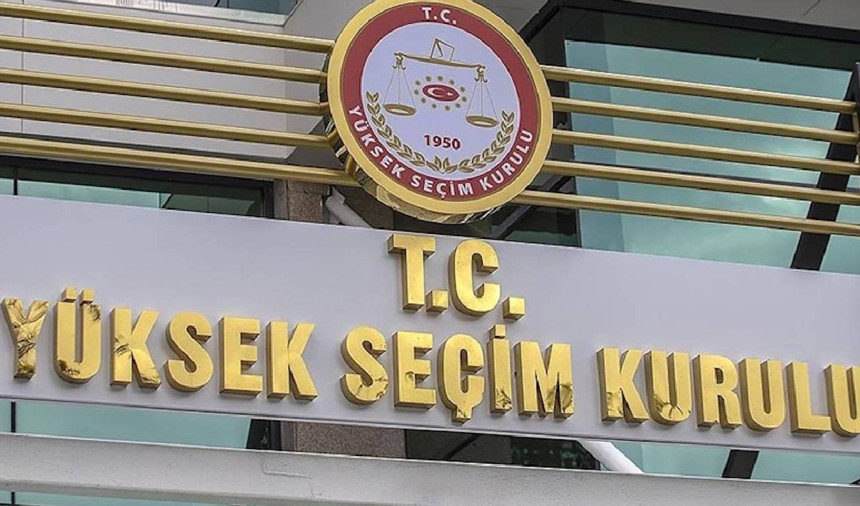 T.C.
1950
YÜKSEK SEÇİM KURULU
T.C.
YÜKSEK SEÇİM KURULU